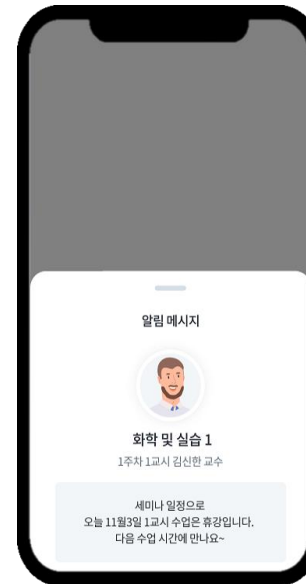 알림 메시지
화학 및 실습 1
1주차 1교시 김신한 교수
세미나 일정으로
오늘 11월3일 1교시 수업은 휴강입니다.
다음 수업 시간에 만나요~